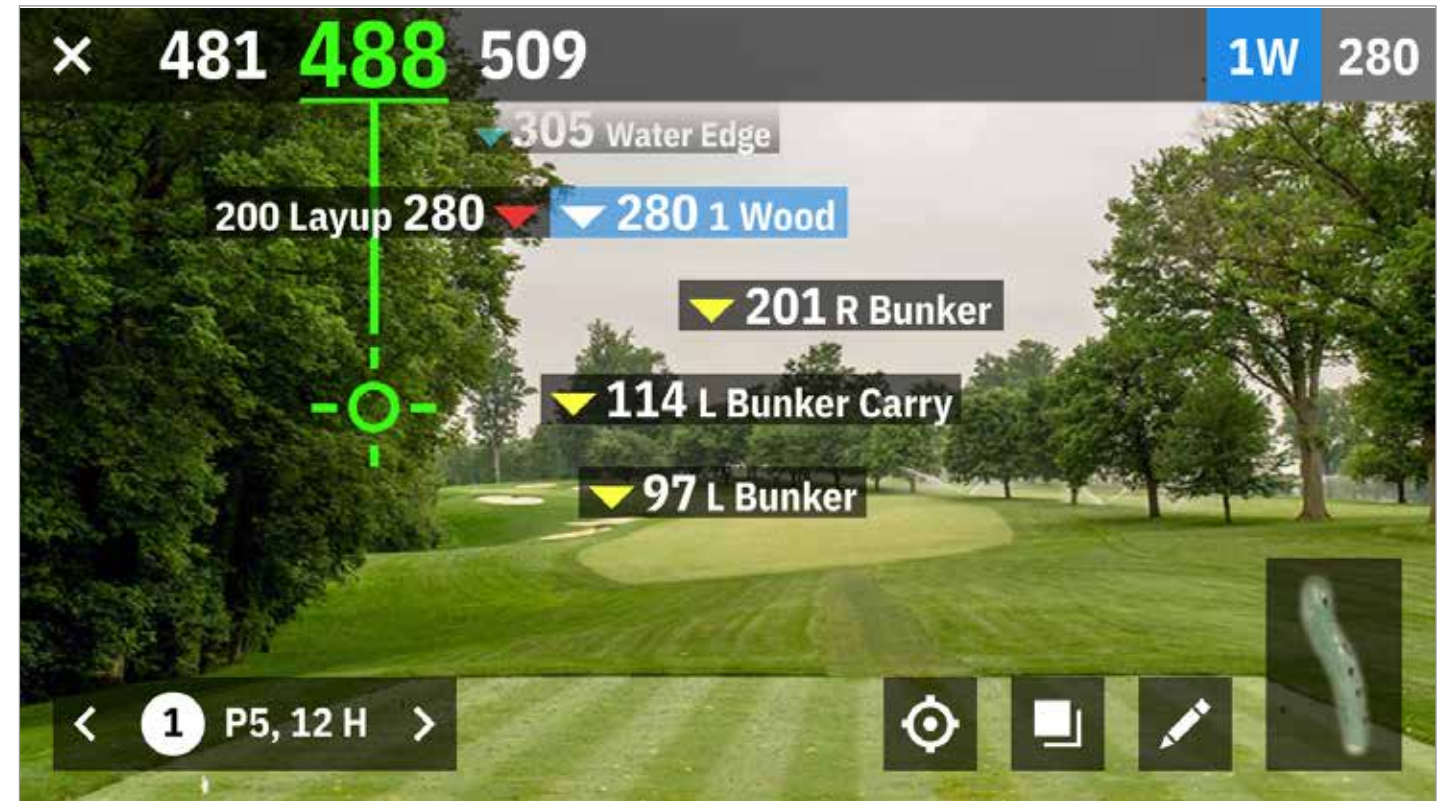 481 488 509 1W 280
305 Water Edge
200 Layup 280 280 1 Wood
201 R Bunker
114 L Bunker Carry
97 L Bunker
1 P5, 12 H